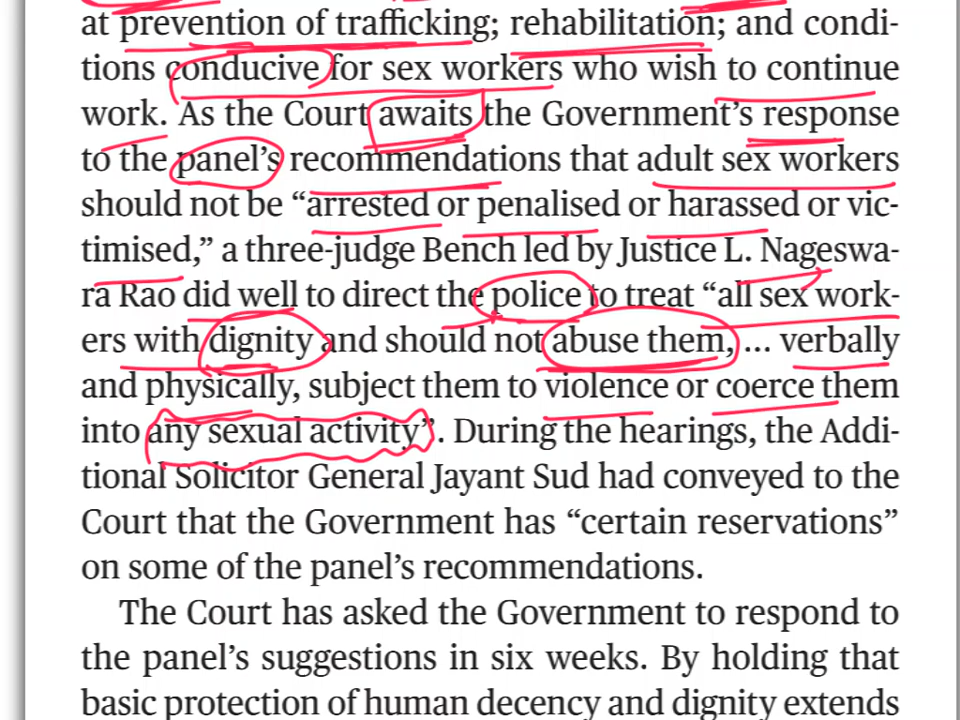 at prevention of trafficking; rehabilitation; and condi-
tions conducive for sex workers who wish to continue
work. As the Court awaits the Government's response
to the panel's recommendations that adult sex workers
should not be “arrested or penalised or harassed or vic-
timised,” a three-judge Bench led by Justice L. Nageswa-
ra Rao did well to direct the police to treat “all sex work-
ers with dignity and should not abuse them, ... verbally
and physically, subject them to violence or coerce them
into any sexual activity”. During the hearings, the Addi-
tional Solicitor General Jayant Sud had conveyed to the
Court that the Government has “certain reservations”
on some of the panel's recommendations.
The Court has asked the Government to respond to
the panel's suggestions in six weeks. By holding that
basic protection of human decency and dignity extends